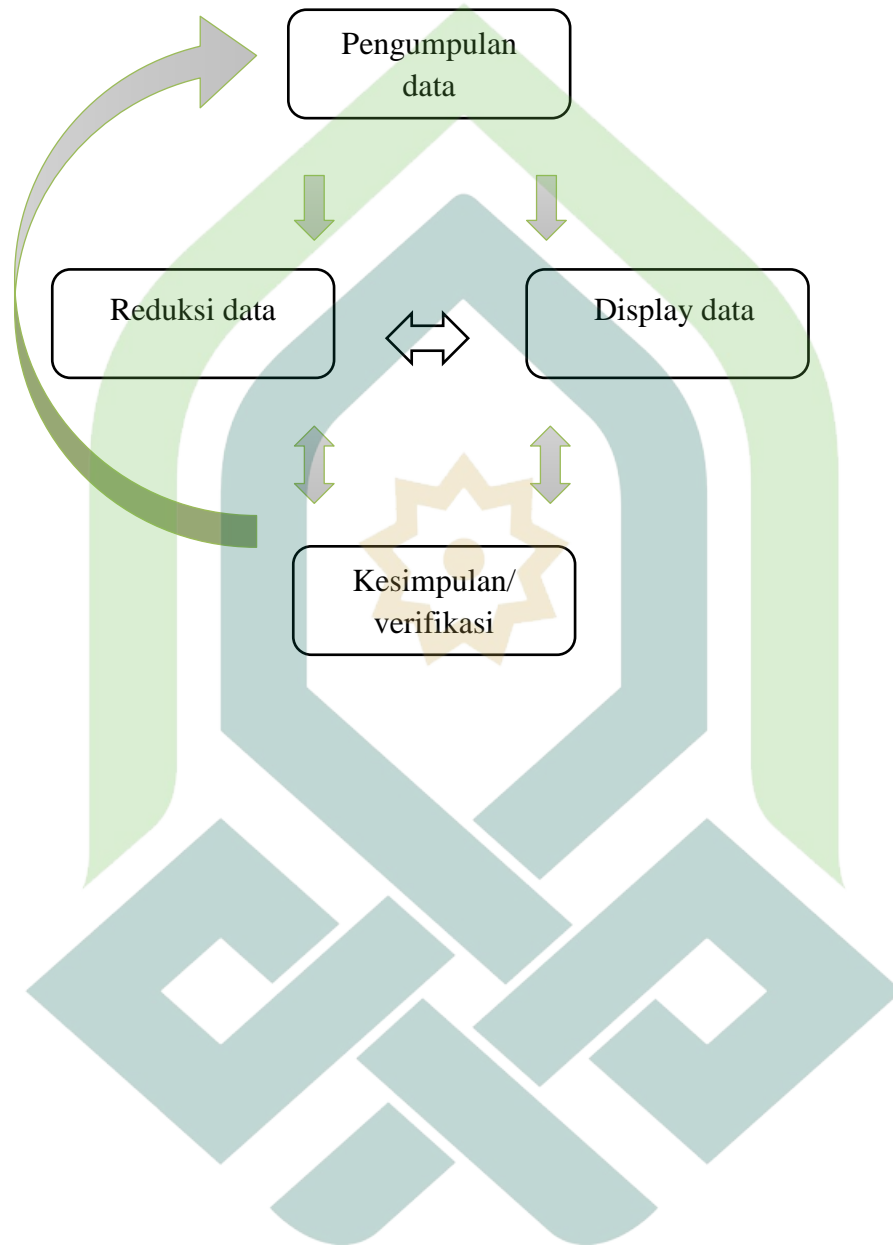 Pengumpulan
data
Reduksi data
Display data
Kesimpulan/
verifikasi